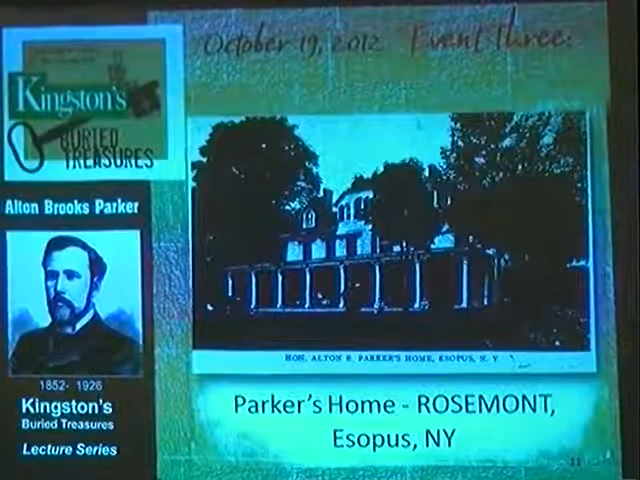 October 19, 2012 Event Three:
Kingston's
BURIED
TREASURES
Alton Brooks Parker
1852- 1926
Kingston's
Buried Treasures
Lecture Series
HON. ALTON B. PARKER'S HOME, ESOPUS, N. Y
Parker's Home - ROSEMONT,
Esopus, NY
11